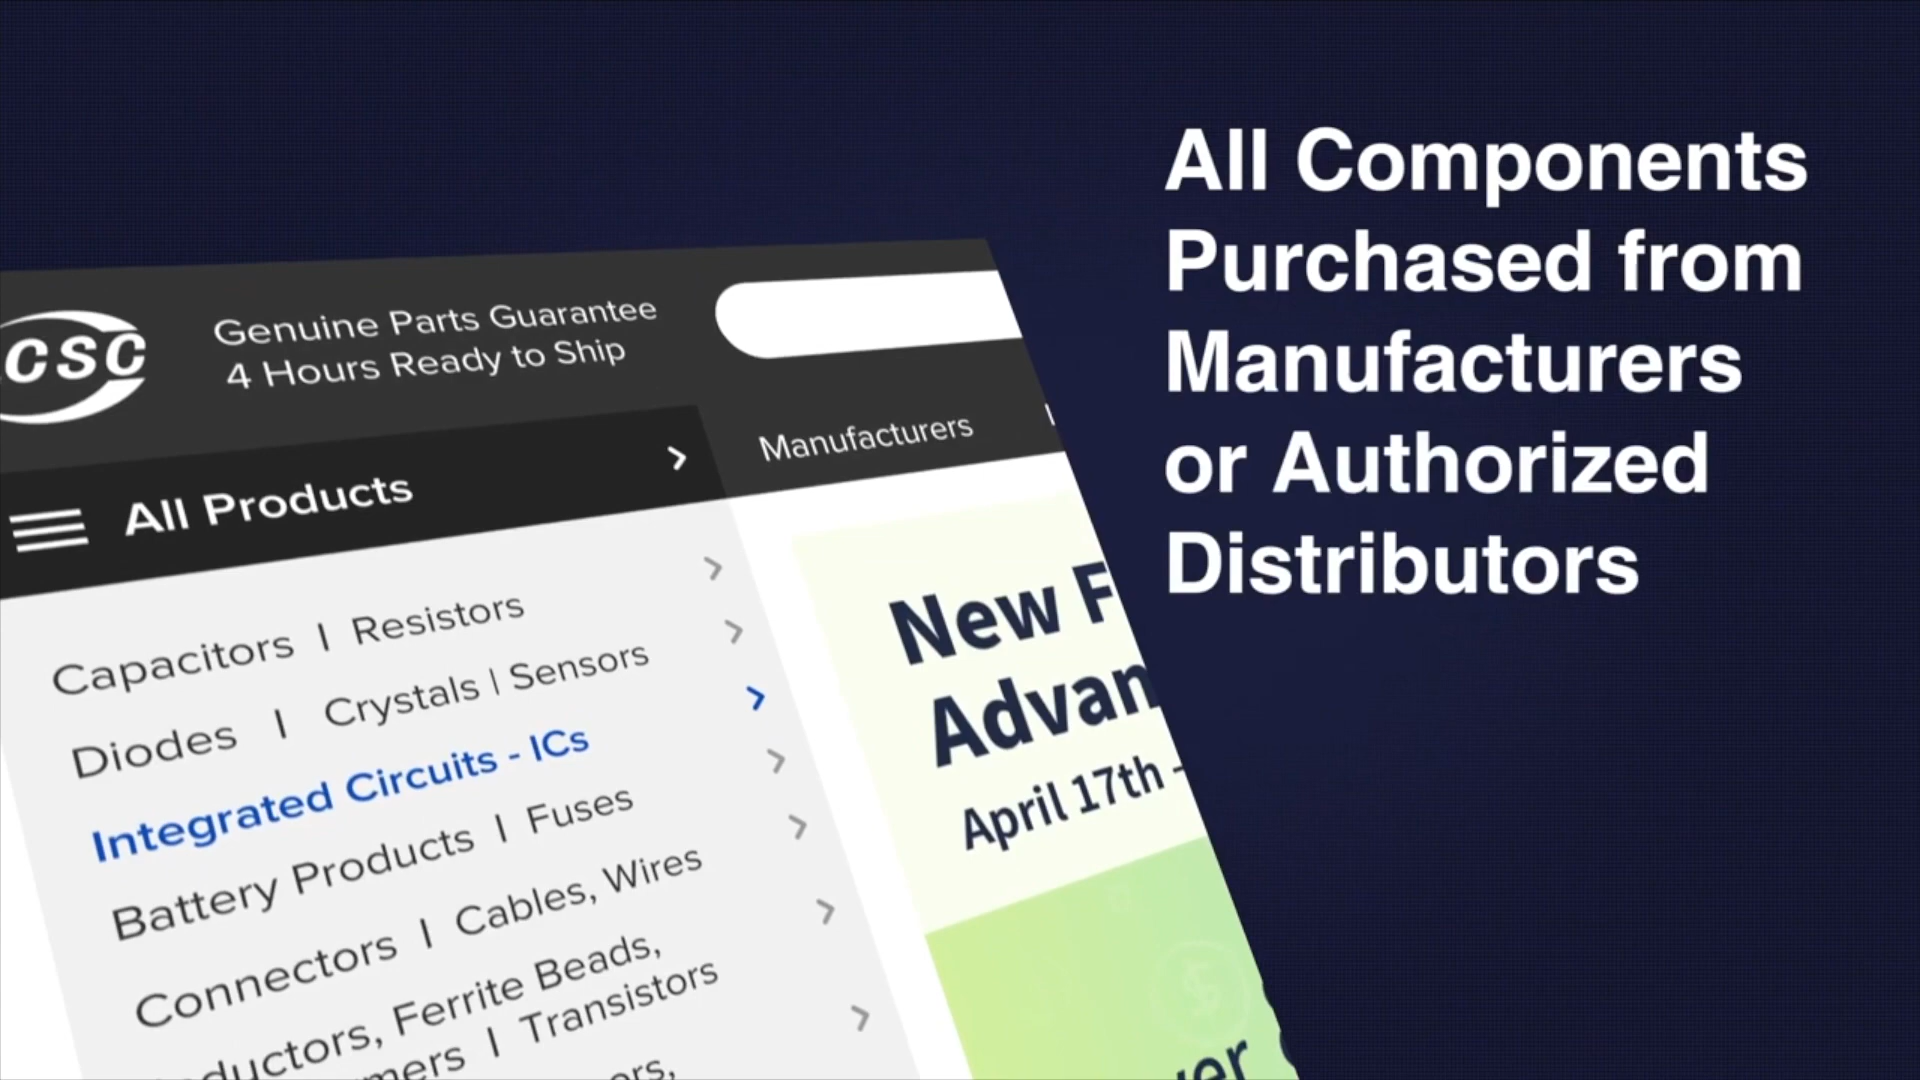 All Components
Purchased from
Manufacturers
or Authorized
Distributors
CSC
Genuine Parts Guarantee
4 Hours Ready to Ship
Manufacturers
All Products
Capacitors | Resistors
Diodes | Crystals | Sensors
Integrated Circuits - ICs
Battery Products | Fuses
Connectors | Cables, Wires
Ferrite Beads,
| Transistors
New
April 17th -